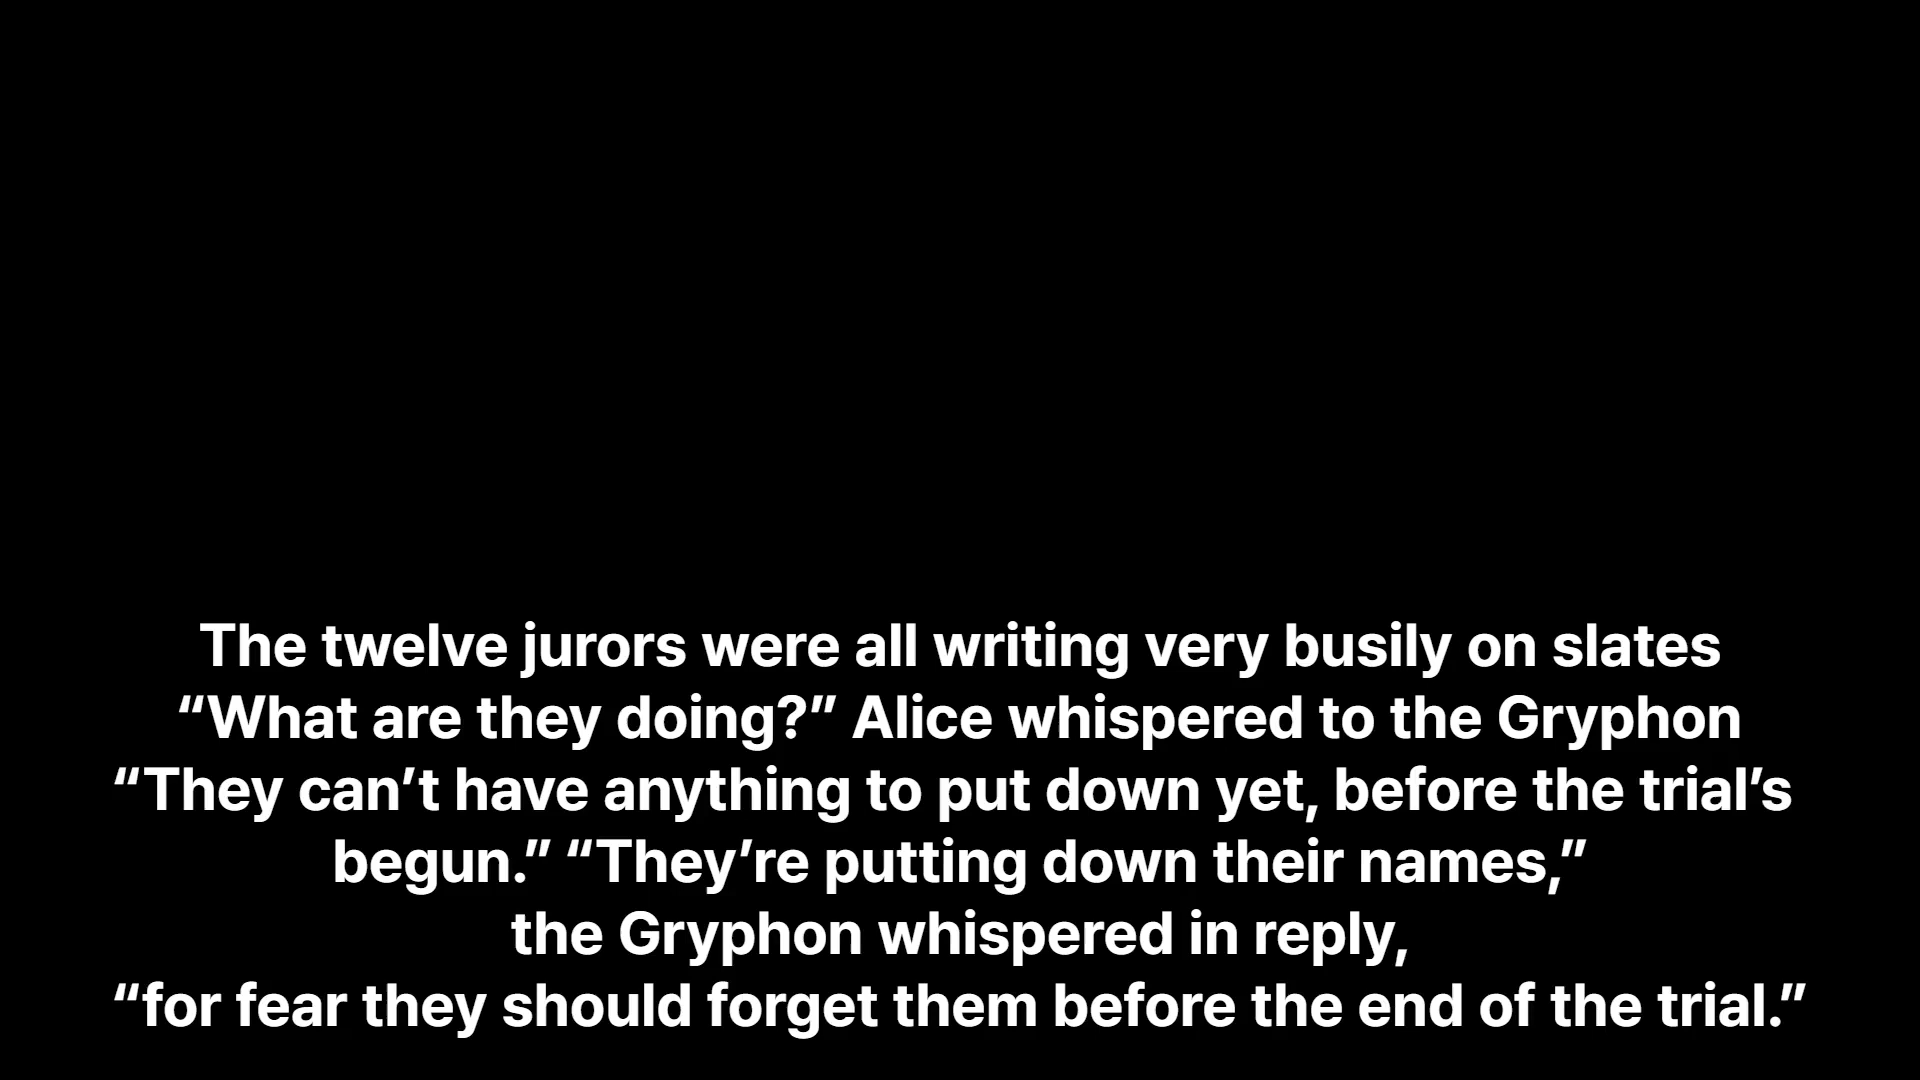 The twelve jurors were all writing very busily on slates
“What are they doing?” Alice whispered to the Gryphon
“They can’t have anything to put down yet, before the trial’s
begun.” “They’re putting down their names,”
the Gryphon whispered in reply,
“for fear they should forget them before the end of the trial.”